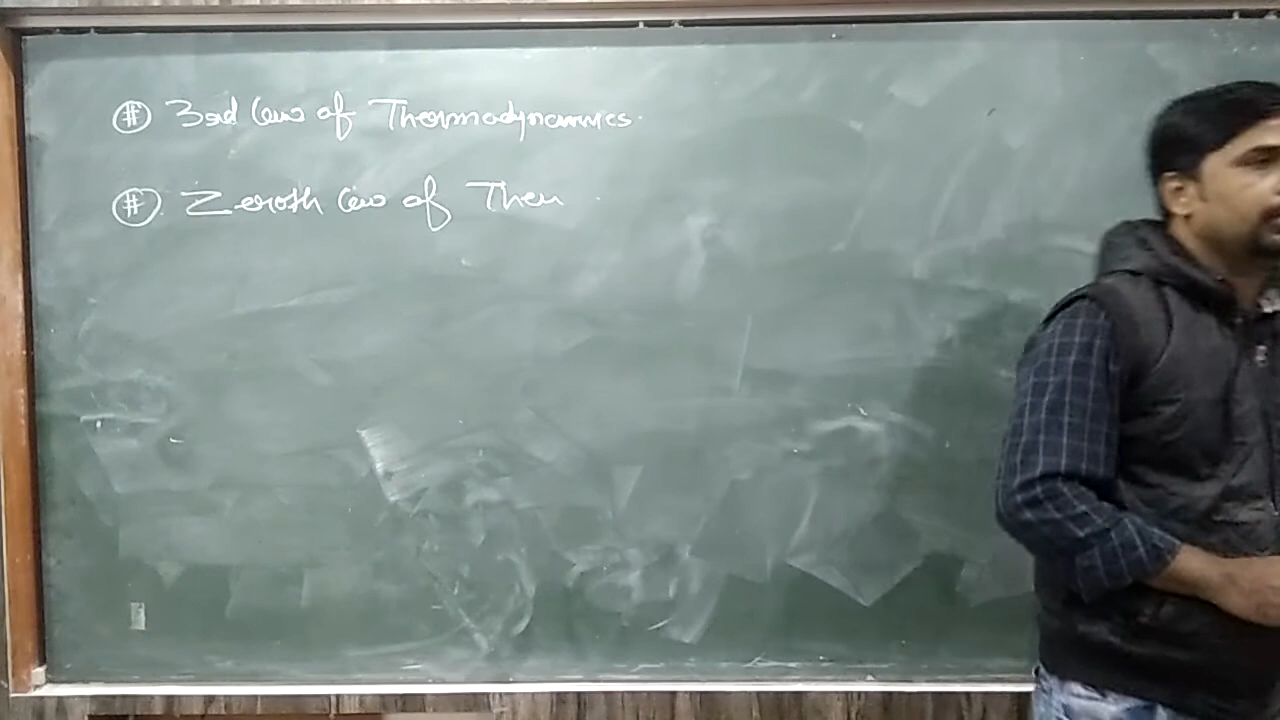 # 3rd law of Thermodynamics.
# Zeroth law of Ther